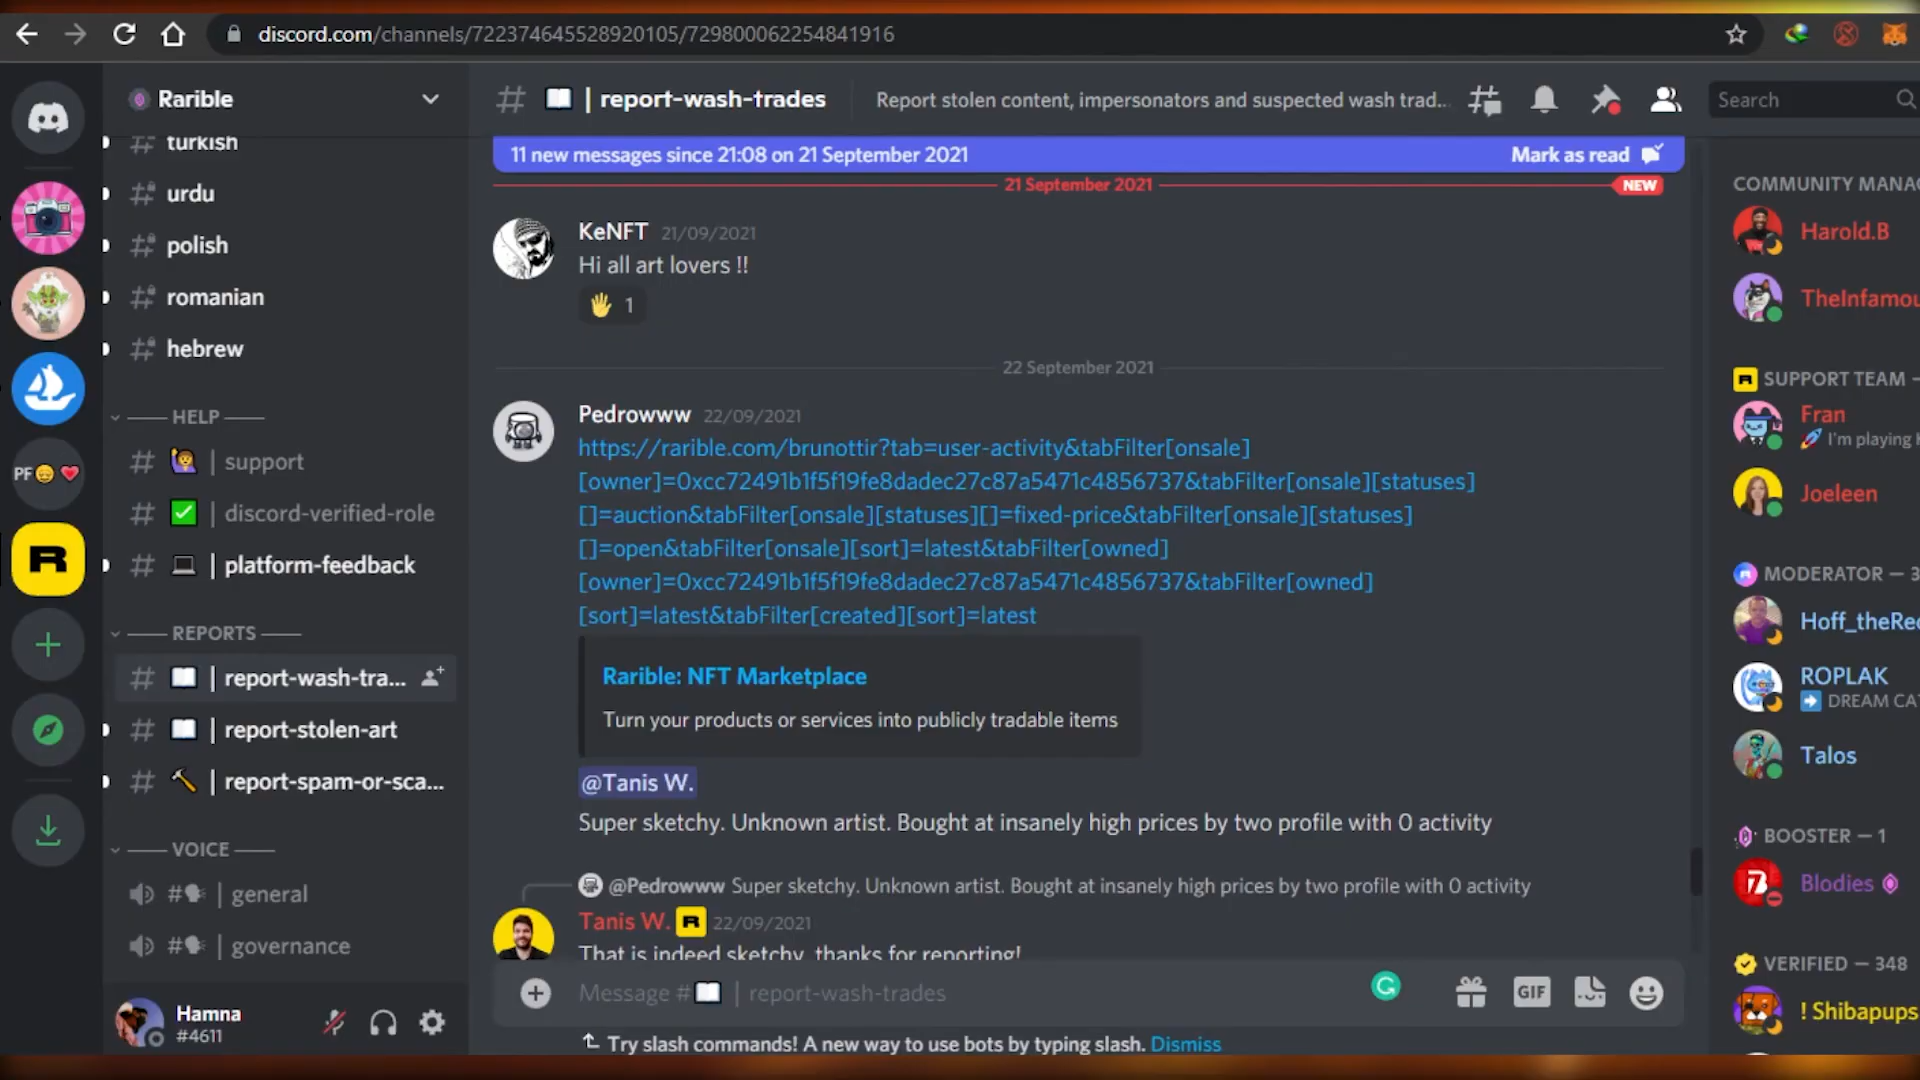 discord.com/channels/722374645528920105/729800062254841916
Rarible
turkish
urdu
polish
romanian
hebrew
HELP
| support
| discord-verified-role
| platform-feedback
REPORTS
| report-wash-tra...
| report-stolen-art
| report-spam-or-sca...
VOICE
# | general
# | governance
Hamna
#4611
PF
| report-wash-trades
Report stolen content, impersonators and suspected wash trad...
Search
11 new messages since 21:08 on 21 September 2021
Mark as read
21 September 2021
NEW
KeNFT 21/09/2021
Hi all art lovers !!
1
22 September 2021
Pedrowww 22/09/2021
https://rarible.com/brunottir?tab=user-activity&tabFilter[onsale]
[owner]=0xcc72491b1f5f19fe8dadec27c87a5471c4856737&tabFilter[onsale][statuses]
[]=auction&tabFilter[onsale][statuses][]=fixed-price&tabFilter[onsale][statuses]
[]=open&tabFilter[onsale][sort]=latest&tabFilter[owned]
[owner]=0xcc72491b1f5f19fe8dadec27c87a5471c4856737&tabFilter[owned]
[sort]=latest&tabFilter[created][sort]=latest
Rarible: NFT Marketplace
Turn your products or services into publicly tradable items
@Tanis W.
Super sketchy. Unknown artist. Bought at insanely high prices by two profile with 0 activity
@Pedrowww Super sketchy. Unknown artist. Bought at insanely high prices by two profile with 0 activity
Tanis W. R 22/09/2021
That is indeed sketchy, thanks for reporting!
Message # | report-wash-trades
GIF
Try slash commands! A new way to use bots by typing slash. Dismiss
COMMUNITY MANA
Harold.B
TheInfamou
SUPPORT TEAM –
Fran
I'm playing
Joeleen
MODERATOR — 3
Hoff_theRe
ROPLAK
DREAM CA
Talos
BOOSTER — 1
Blodies
VERIFIED — 348
! Shibapups